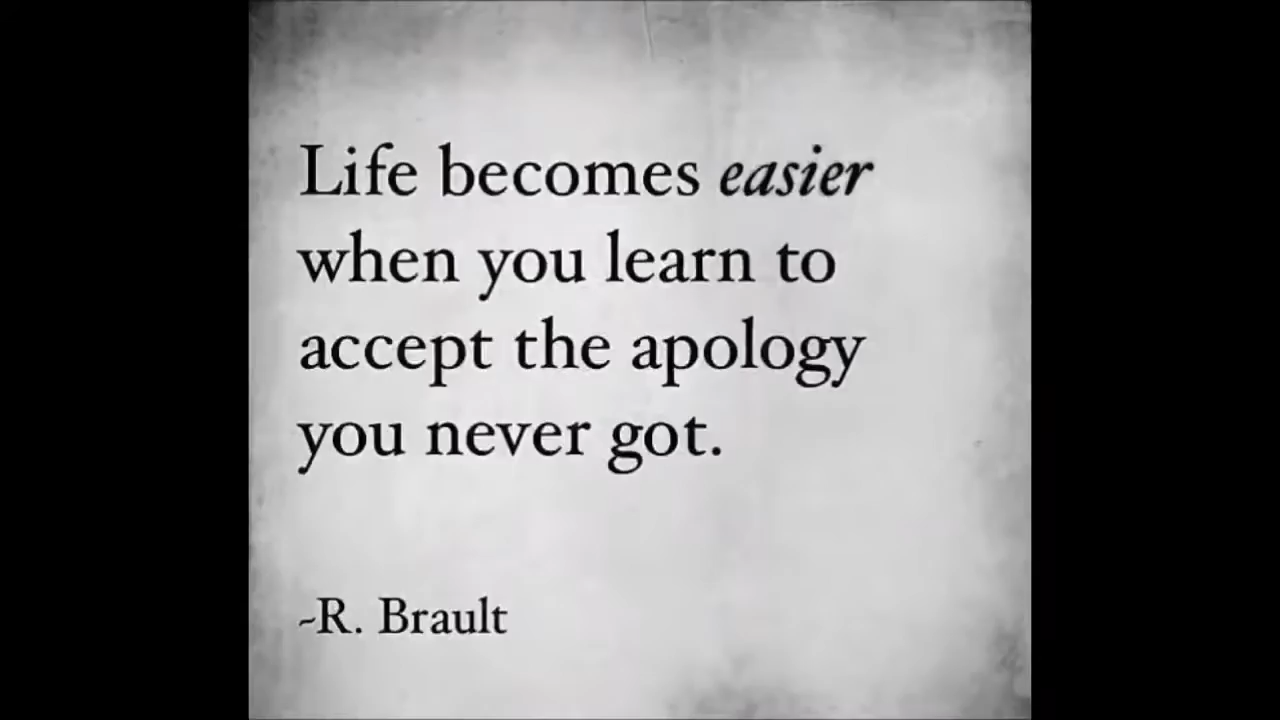 Life becomes easier
when you learn to
accept the apology
you never got.
~R. Brault